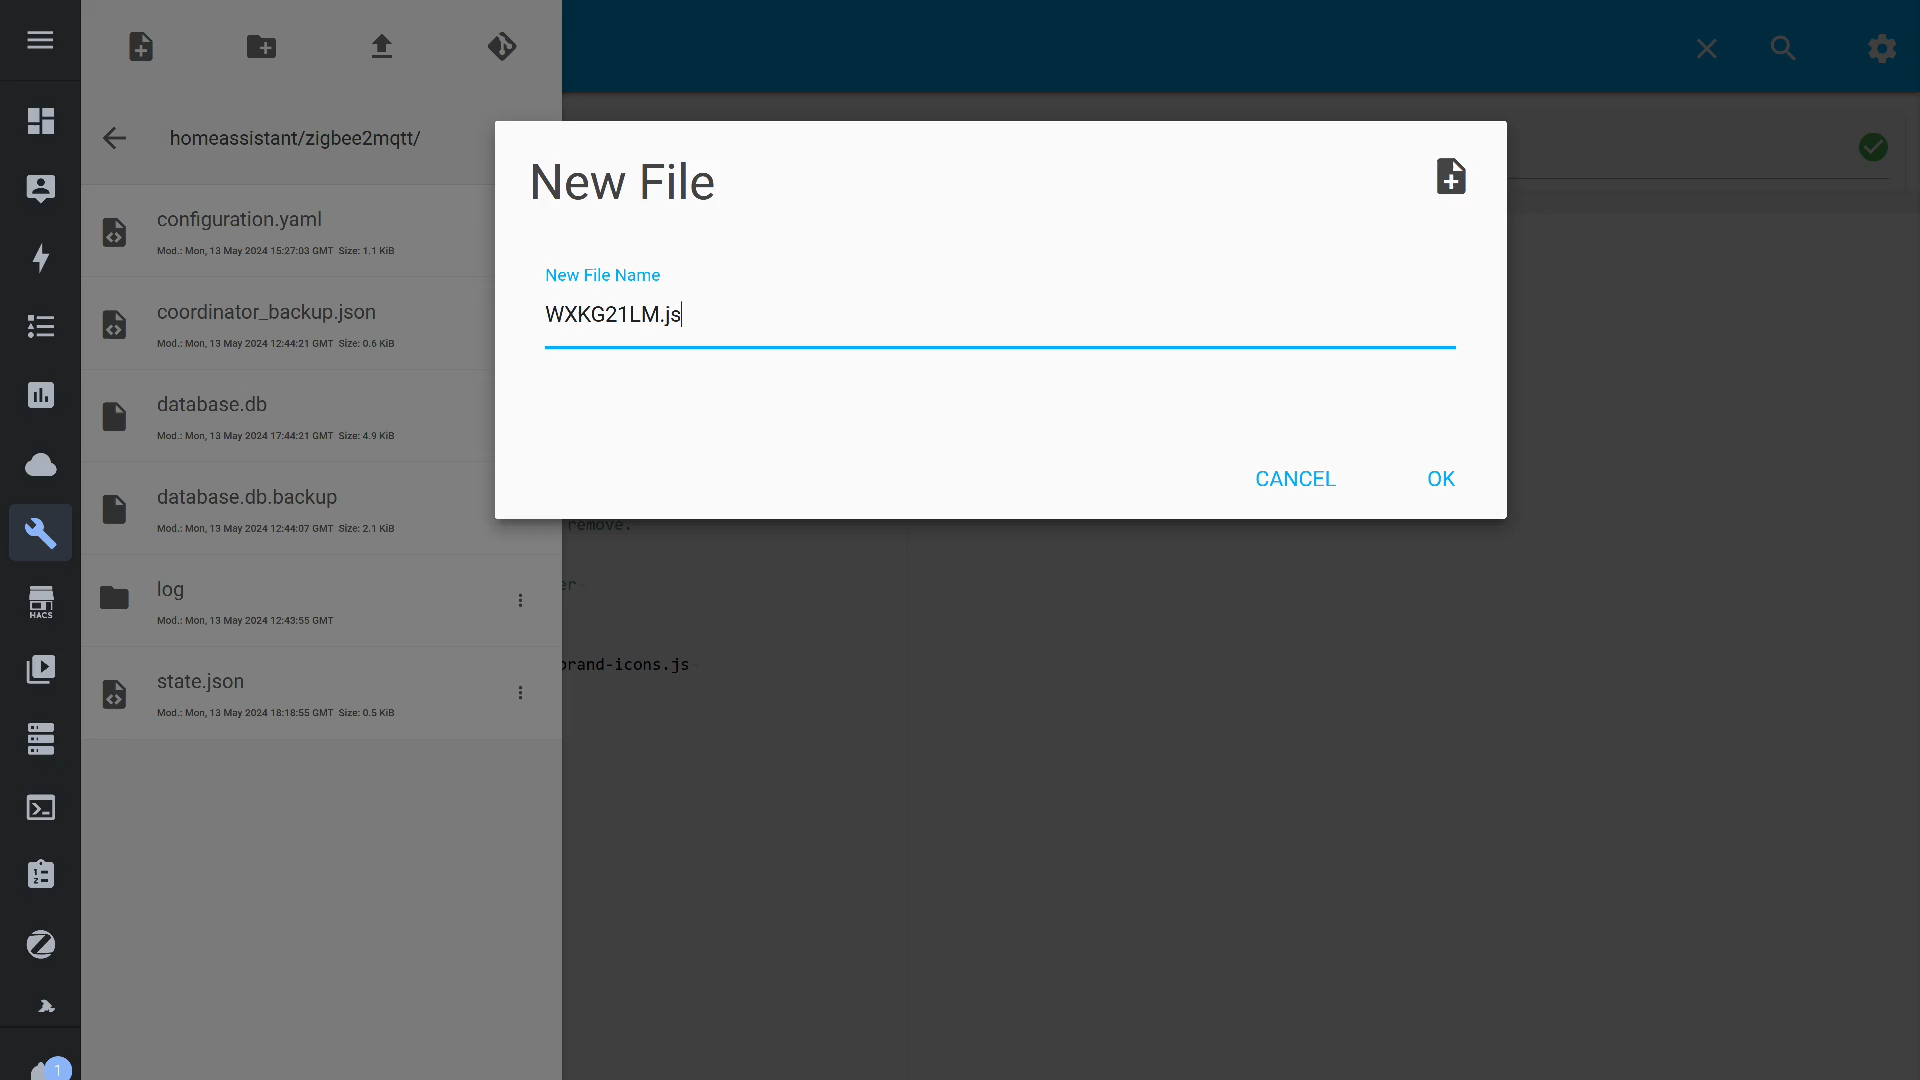 homeassistant/zigbee2mqtt/
configuration.yaml
Mod.: Mon, 13 May 2024 15:27:03 GMT Size: 1.1 KiB
coordinator_backup.json
Mod.: Mon, 13 May 2024 12:44:21 GMT Size: 0.6 KiB
database.db
Mod.: Mon, 13 May 2024 17:44:21 GMT Size: 4.9 KiB
database.db.backup
Mod.: Mon, 13 May 2024 12:44:07 GMT Size: 2.1 KiB
log
Mod.: Mon, 13 May 2024 12:43:55 GMT
state.json
Mod.: Mon, 13 May 2024 18:18:55 GMT Size: 0.5 KiB
HACS
1
New File
New File Name
WXKG21LM.js
CANCEL
OK
remove.
er
brand-icons.js